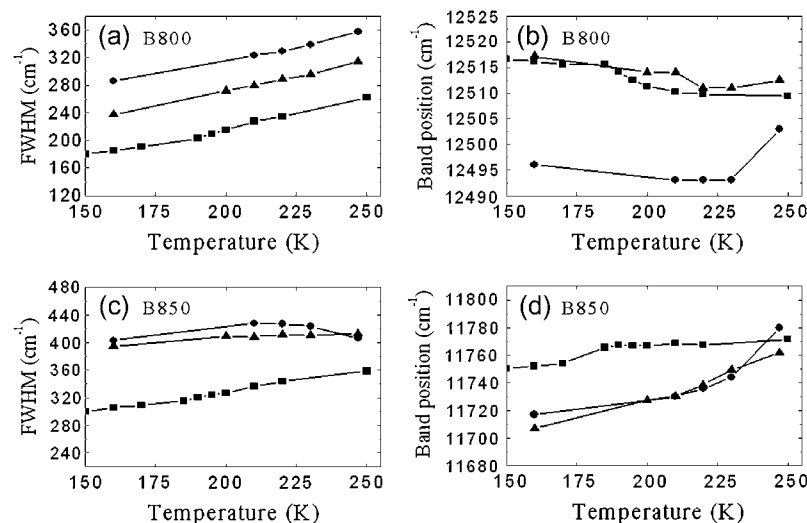 (a) B800
FWHM (cm-1)
360
320
280
240
200
160
120
150 175 200 225 250
Temperature (K)
(b) B800
Band position (cm-1)
12525
12520
12515
12510
12505
12500
12495
12490
150 175 200 225 250
Temperature (K)
(c) B850
FWHM (cm-1)
480
440
400
360
320
280
240
150 175 200 225 250
Temperature (K)
(d) B850
Band position (cm-1)
11800
11780
11760
11740
11720
11700
11680
150 175 200 225 250
Temperature (K)